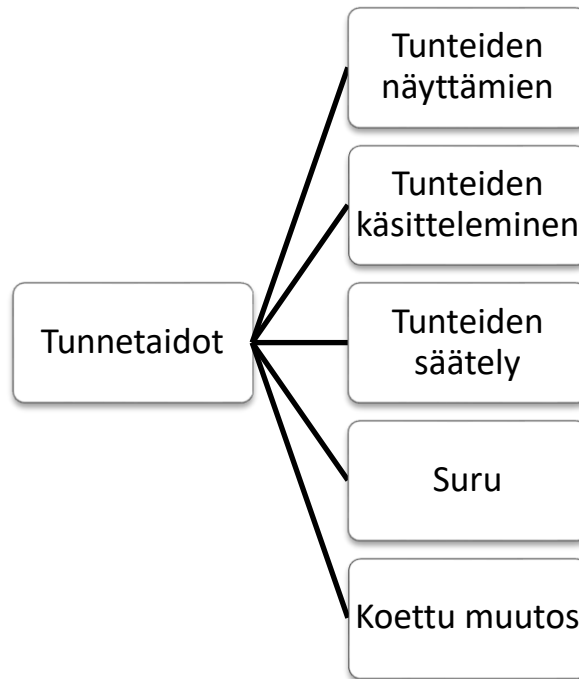 Tunteiden
näyttämien
Tunteiden
käsitteleminen
Tunnetaidot
Tunteiden
säätely
Suru
Koettu muutos